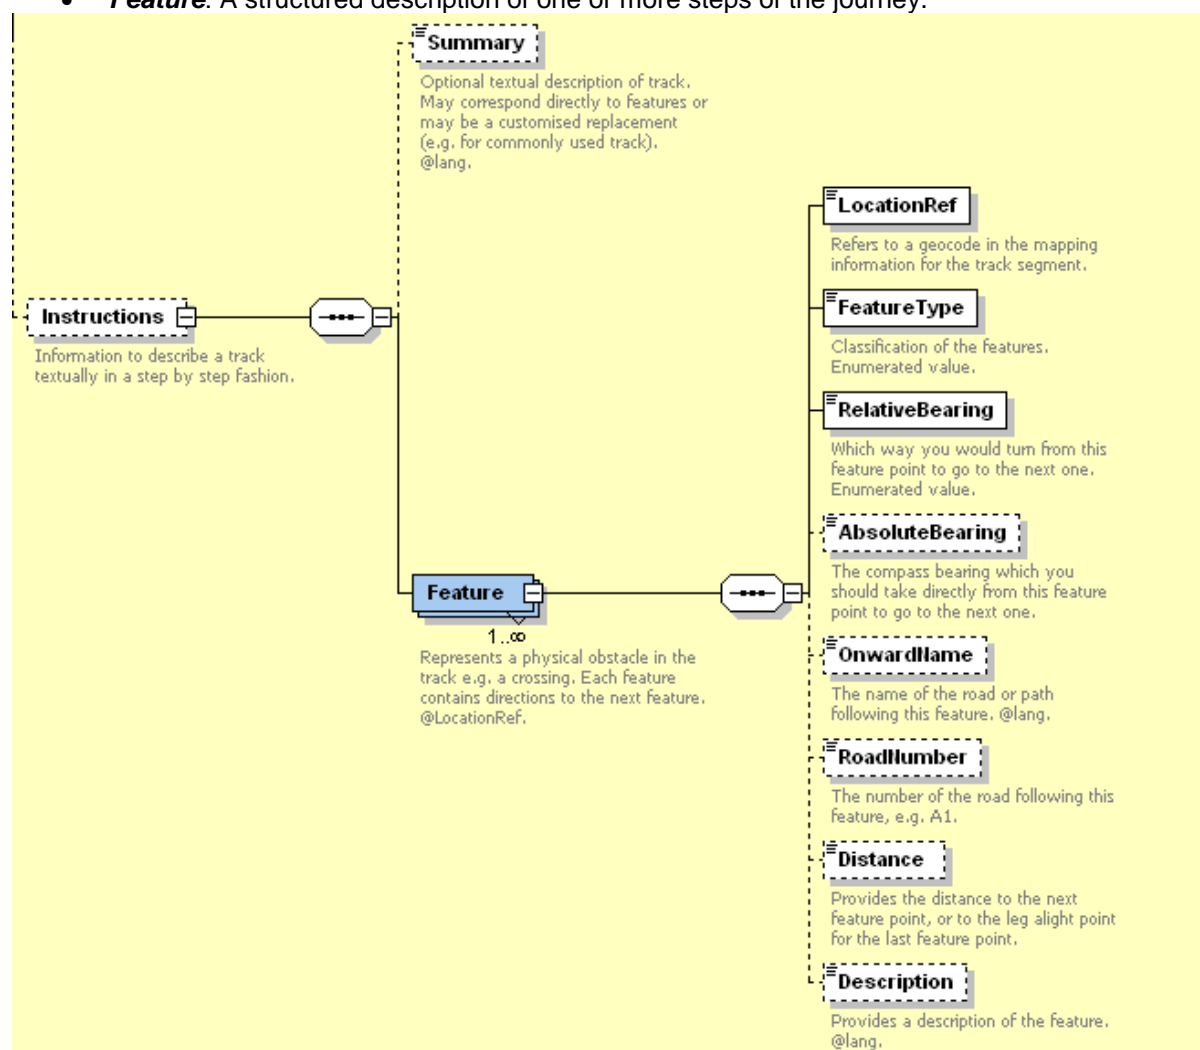 • Feature. A structured description of one or more steps of the journey.
Summary
Optional textual description of track.
May correspond directly to features or
may be a customised replacement
(e.g. for commonly used track).
@lang.
Instructions
Information to describe a track
textually in a step by step fashion.
Feature
1..∞
Represents a physical obstacle in the
track e.g. a crossing. Each feature
contains directions to the next feature.
@LocationRef.
LocationRef
Refers to a geocode in the mapping
information for the track segment.
FeatureType
Classification of the features.
Enumerated value.
RelativeBearing
Which way you would turn from this
feature point to go to the next one.
Enumerated value.
AbsoluteBearing
The compass bearing which you
should take directly from this feature
point to go to the next one.
OnwardName
The name of the road or path
following this feature. @lang.
RoadNumber
The number of the road following this
feature, e.g. A1.
Distance
Provides the distance to the next
feature point, or to the leg alight point
for the last feature point.
Description
Provides a description of the feature.
@lang.